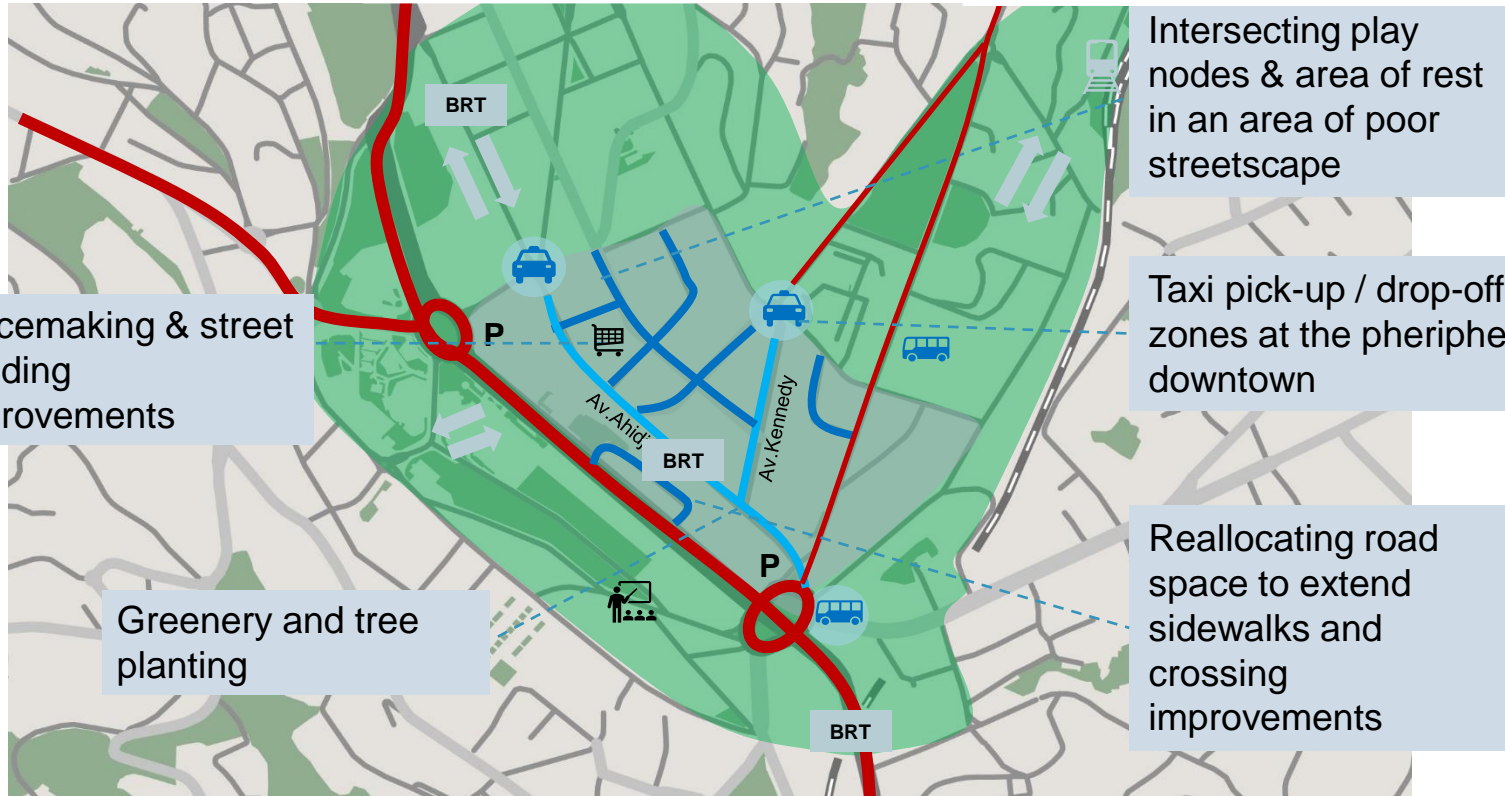 Intersecting play
nodes & area of rest
in an area of poor
streetscape
BRT
Taxi pick-up / drop-off
zones at the pheriphe
downtown
cemaking & street
ding
rovements
P
Av.Ahidj
BRT
Av.Kennedy
Reallocating road
space to extend
sidewalks and
crossing
improvements
P
Greenery and tree
planting
BRT